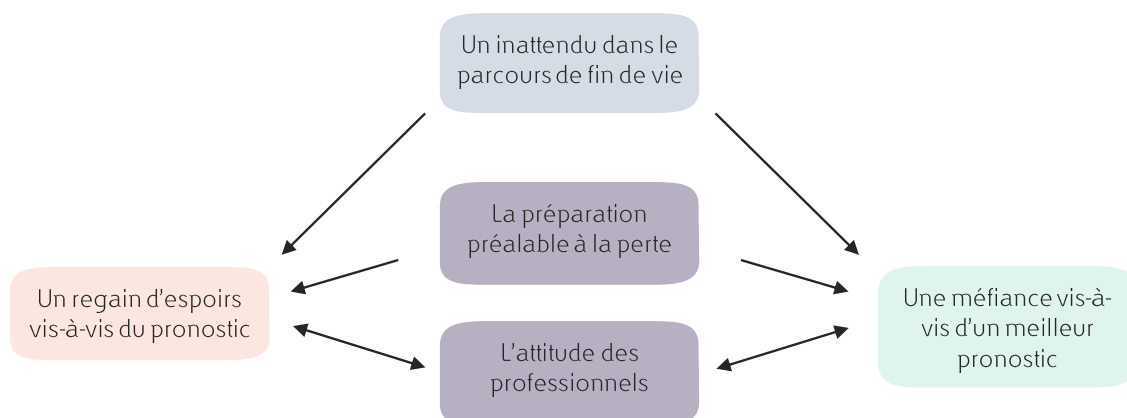 Un inattendu dans le
parcours de fin de vie
La préparation
préalable à la perte
Un regain d'espoirs
vis-à-vis du pronostic
Une méfiance vis-à-
vis d'un meilleur
pronostic
L'attitude des
professionnels